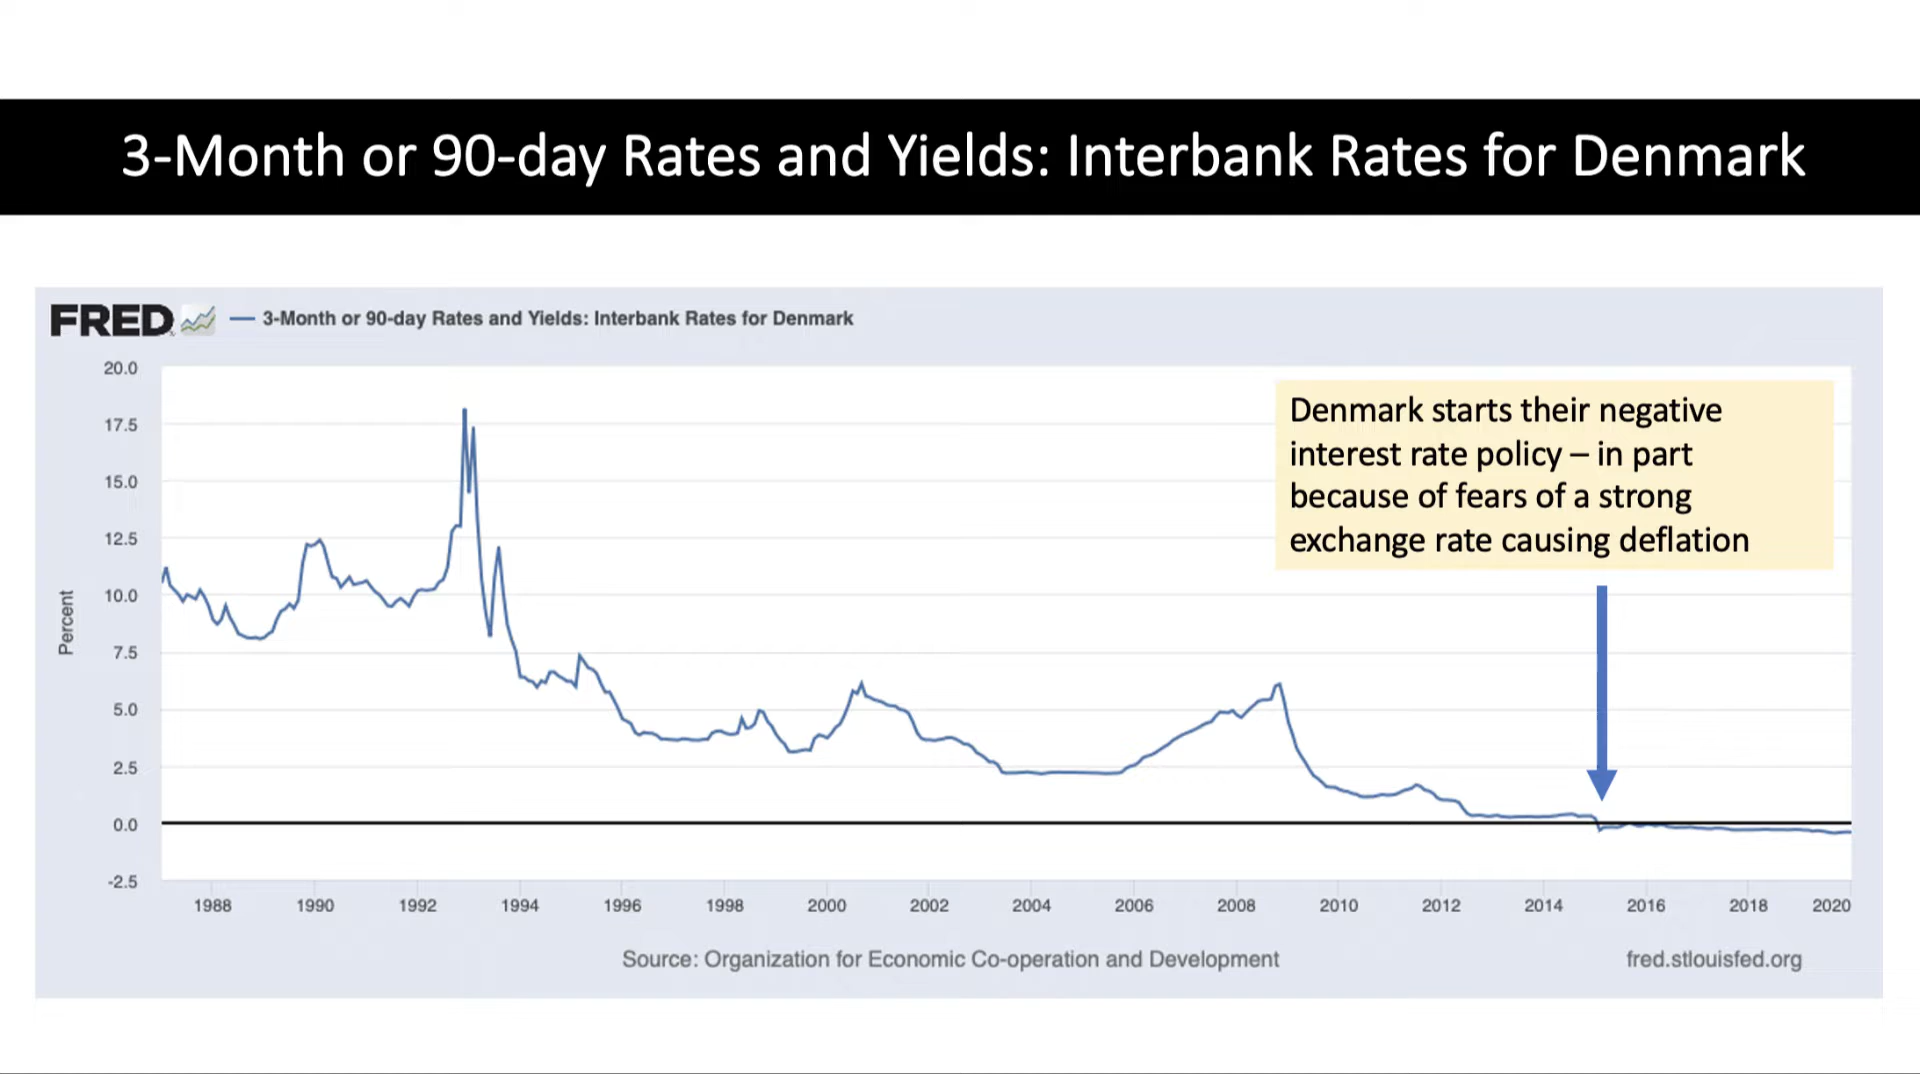 3-Month or 90-day Rates and Yields: Interbank Rates for Denmark
FRED
3-Month or 90-day Rates and Yields: Interbank Rates for Denmark
20.0
17.5
15.0
12.5
10.0
7.5
5.0
2.5
0.0
-2.5
Percent
Denmark starts their negative
interest rate policy – in part
because of fears of a strong
exchange rate causing deflation
1988 1990 1992 1994 1996 1998 2000 2002 2004 2006 2008 2010 2012 2014 2016 2018 2020
Source: Organization for Economic Co-operation and Development
fred.stlouisfed.org